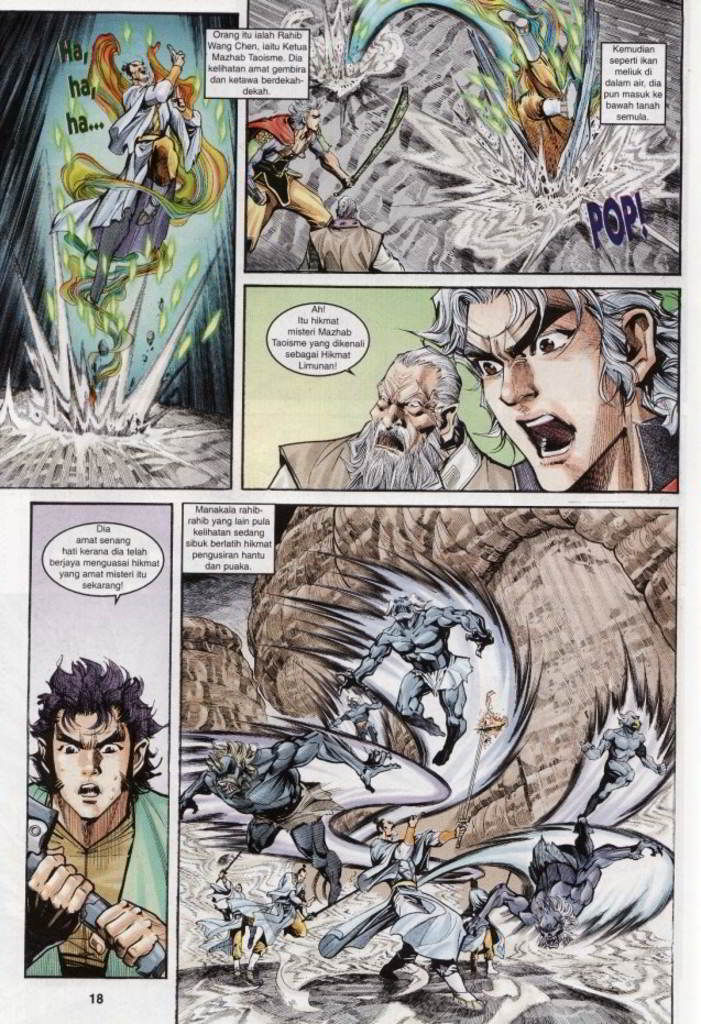 Ha,
ha,
ha...
Orang itu ialah Rahib
Wang Chen, iaitu Ketua
Mazhab Taoisme. Dia
kelihatan amat gembira
dan ketawa berdekah-
dekah.
Kemudian
seperti ikan
meliuk di
dalam air, dia
pun masuk ke
bawah tanah
semula.
POP!
Ah!
Itu hikmat
misteri Mazhab
Taoisme yang dikenali
sebagai Hikmat
Limunan!
Dia
amat senang
hati kerana dia telah
berjaya menguasai hikmat
yang amat misteri itu
sekarang!
Manakala rahib-
rahib yang lain pula
kelihatan sedang
sibuk berlatih hikmat
pengusiran hantu
dan puaka.
18